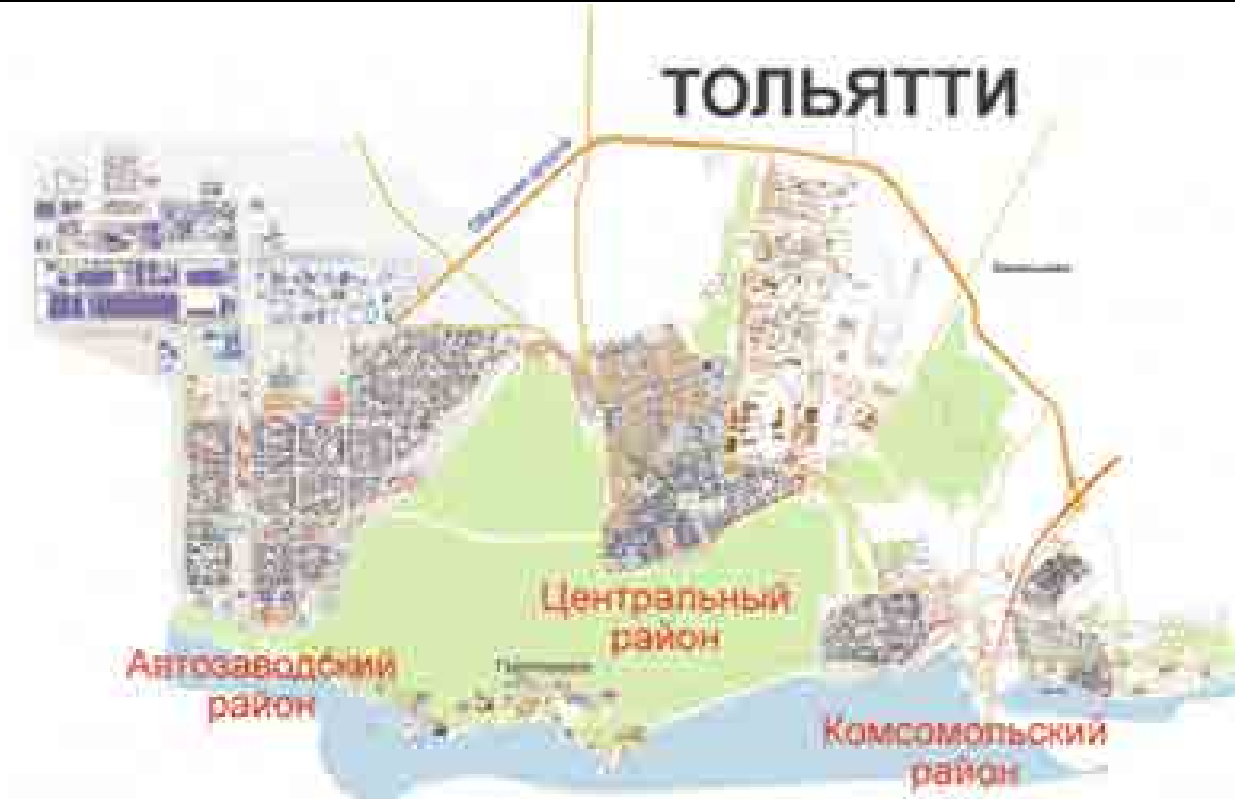 ТОЛЬЯТТИ
Центральный
район
Автозаводский
район
Комсомольский
район